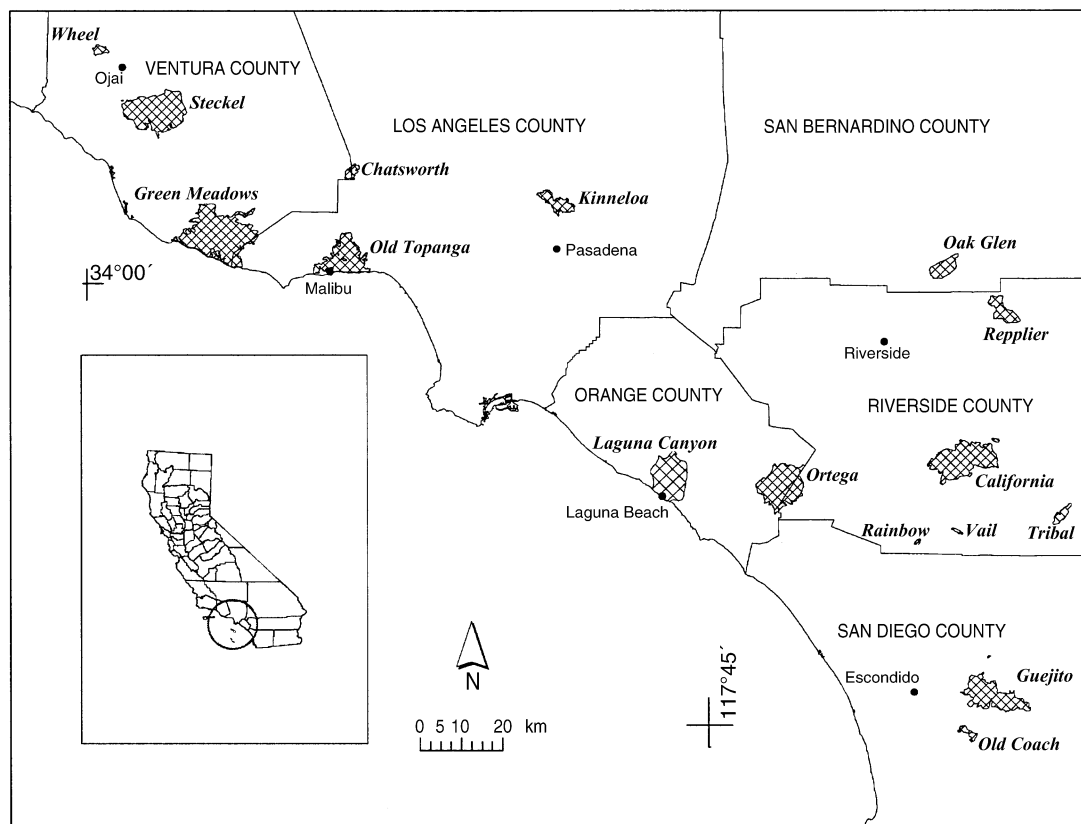 Wheel
Ojai
VENTURA COUNTY
Steckel
LOS ANGELES COUNTY
SAN BERNARDINO COUNTY
Chatsworth
Green Meadows
Kinneloa
Old Topanga
Pasadena
Oak Glen
34°00´
Malibu
Repplier
Riverside
ORANGE COUNTY
RIVERSIDE COUNTY
Laguna Canyon
Ortega
California
Laguna Beach
Rainbow
Vail
Tribal
SAN DIEGO COUNTY
Escondido
Guejito
N
117°45´
0 5 10 20 km
Old Coach